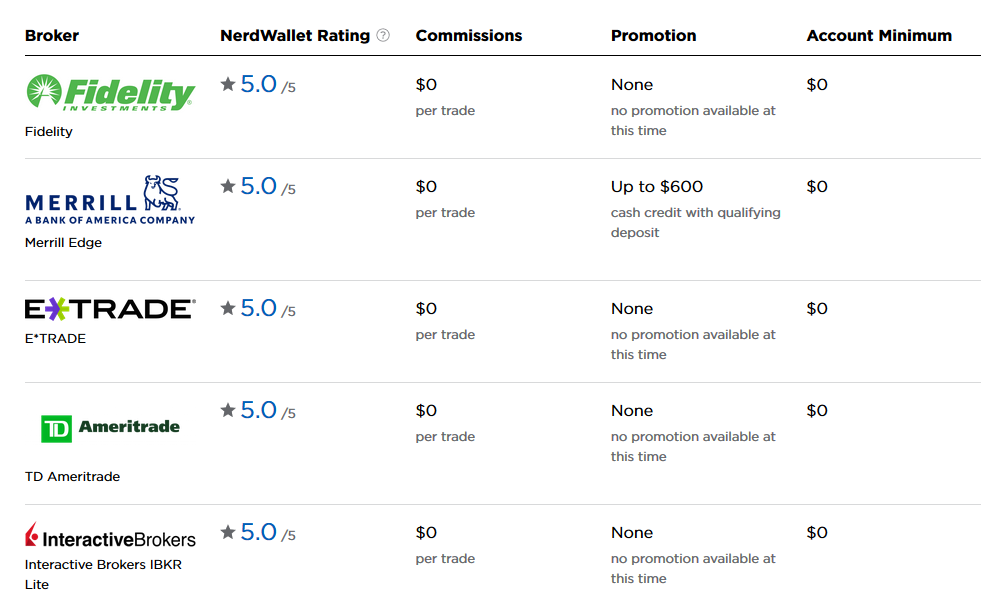 Broker NerdWallet Rating ? Commissions Promotion Account Minimum
Fidelity
INVESTMENTS
Fidelity
5.0 /5
$0
per trade
None
no promotion available at
this time
$0
MERRILL
A BANK OF AMERICA COMPANY
Merrill Edge
5.0 /5
$0
per trade
Up to $600
cash credit with qualifying
deposit
$0
E*TRADE
E*TRADE
5.0 /5
$0
per trade
None
no promotion available at
this time
$0
TD Ameritrade
TD Ameritrade
5.0 /5
$0
per trade
None
no promotion available at
this time
$0
InteractiveBrokers
Interactive Brokers IBKR
Lite
5.0 /5
$0
per trade
None
no promotion available at
this time
$0